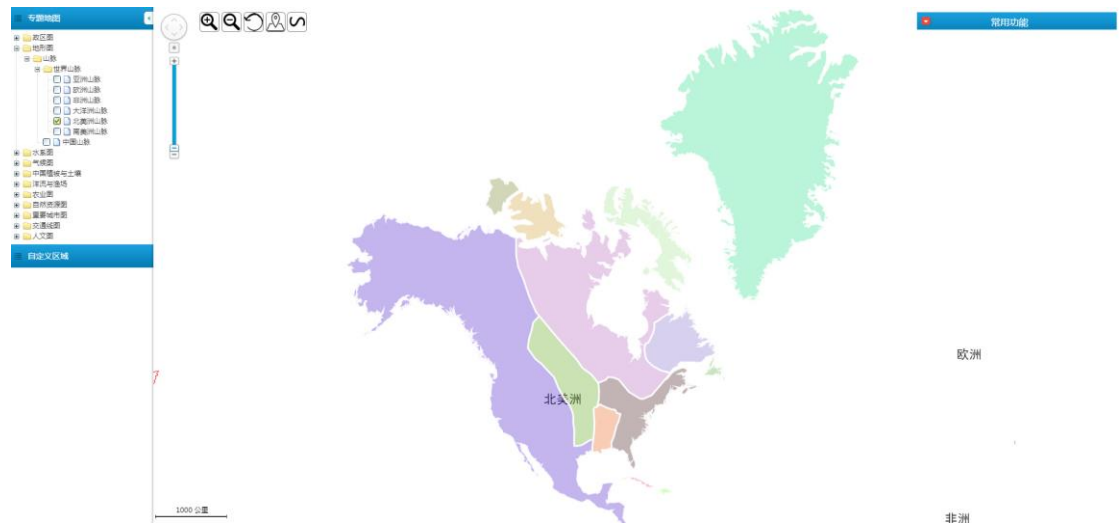 专题地图
常用功能
政区图
地形图
山脉
世界山脉
亚洲山脉
欧洲山脉
非洲山脉
大洋洲山脉
北美洲山脉
南美洲山脉
中国山脉
水系图
气候图
中国植被与土壤
洋流与渔场
农业图
自然资源图
重要城市图
交通线图
人文图
自定义区域
欧洲
北美洲
1000 公里
非洲